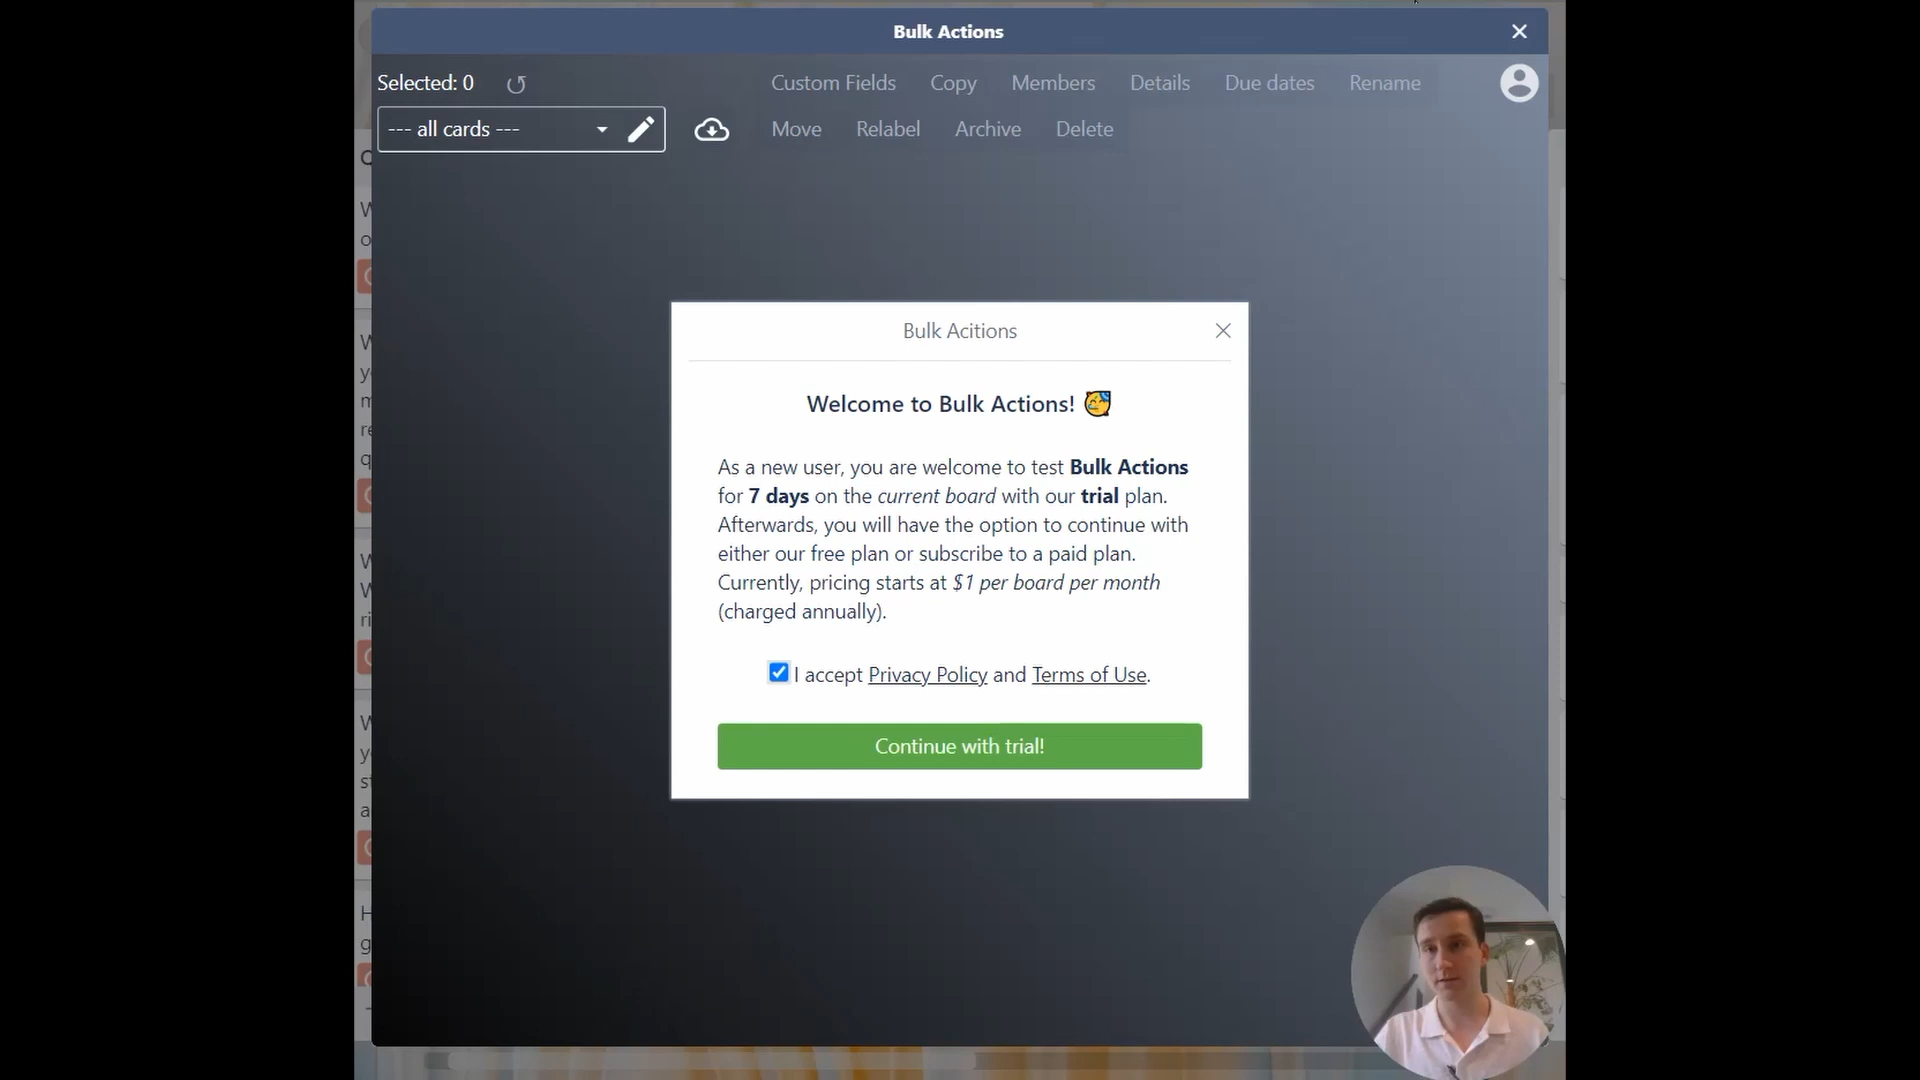 Bulk Actions
Selected: 0
Custom Fields Copy Members Details Due dates Rename
--- all cards ---
Move Relabel Archive Delete
Bulk Acitions
Welcome to Bulk Actions!
As a new user, you are welcome to test Bulk Actions
for 7 days on the current board with our trial plan.
Afterwards, you will have the option to continue with
either our free plan or subscribe to a paid plan.
Currently, pricing starts at $1 per board per month
(charged annually).
I accept Privacy Policy and Terms of Use.
Continue with trial!